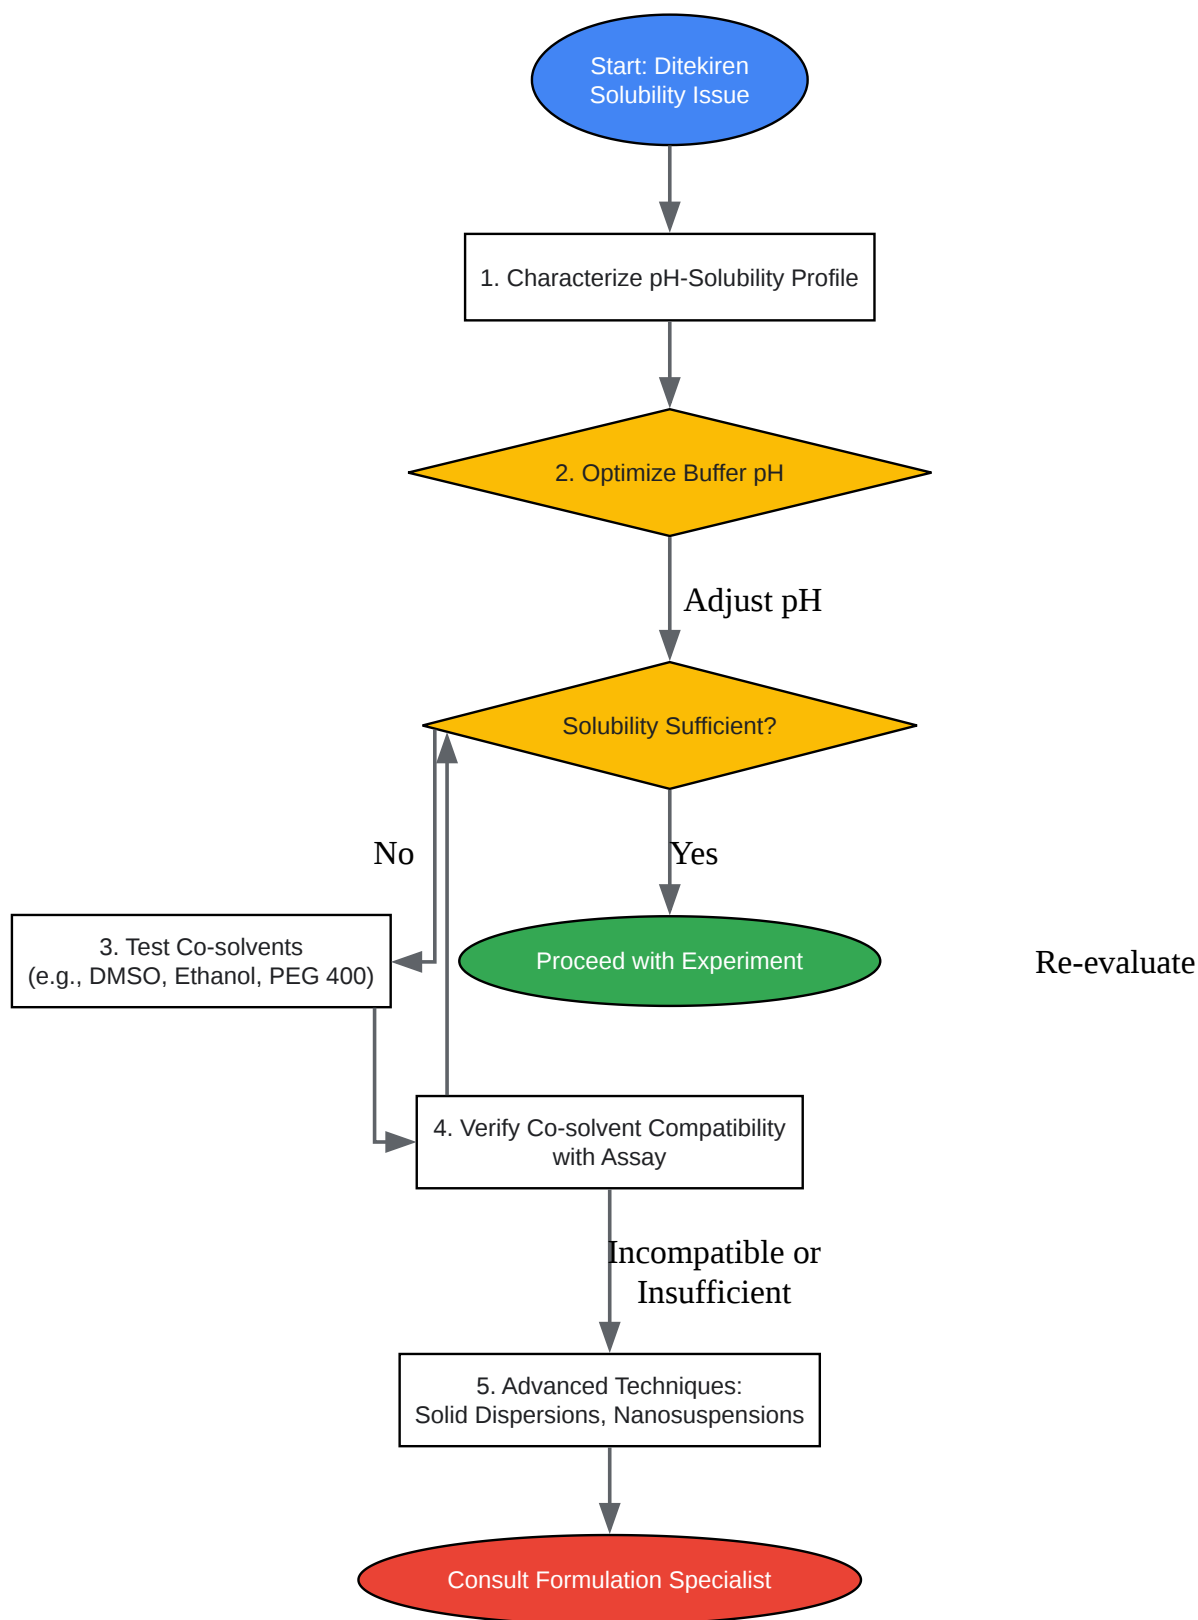 Start: Ditekiren
Solubility Issue
1. Characterize pH-Solubility Profile
2. Optimize Buffer pH
Adjust pH
Solubility Sufficient?
No
Yes
3. Test Co-solvents
(e.g., DMSO, Ethanol, PEG 400)
Proceed with Experiment
Re-evaluate
4. Verify Co-solvent Compatibility
with Assay
Incompatible or
Insufficient
5. Advanced Techniques:
Solid Dispersions, Nanosuspensions
Consult Formulation Specialist